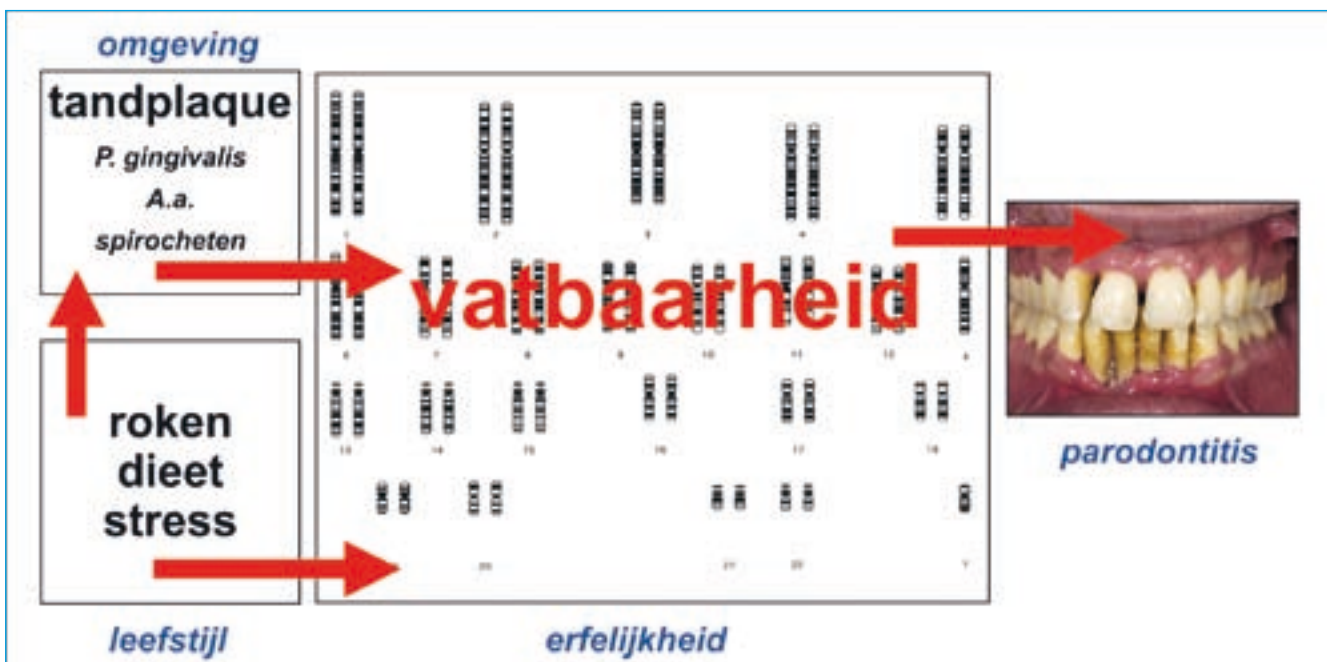 omgeving
tandplaque
P. gingivalis
A.a.
spirocheten
roken
dieet
stress
leefstijl
vatbaarheid
erfelijkheid
parodontitis